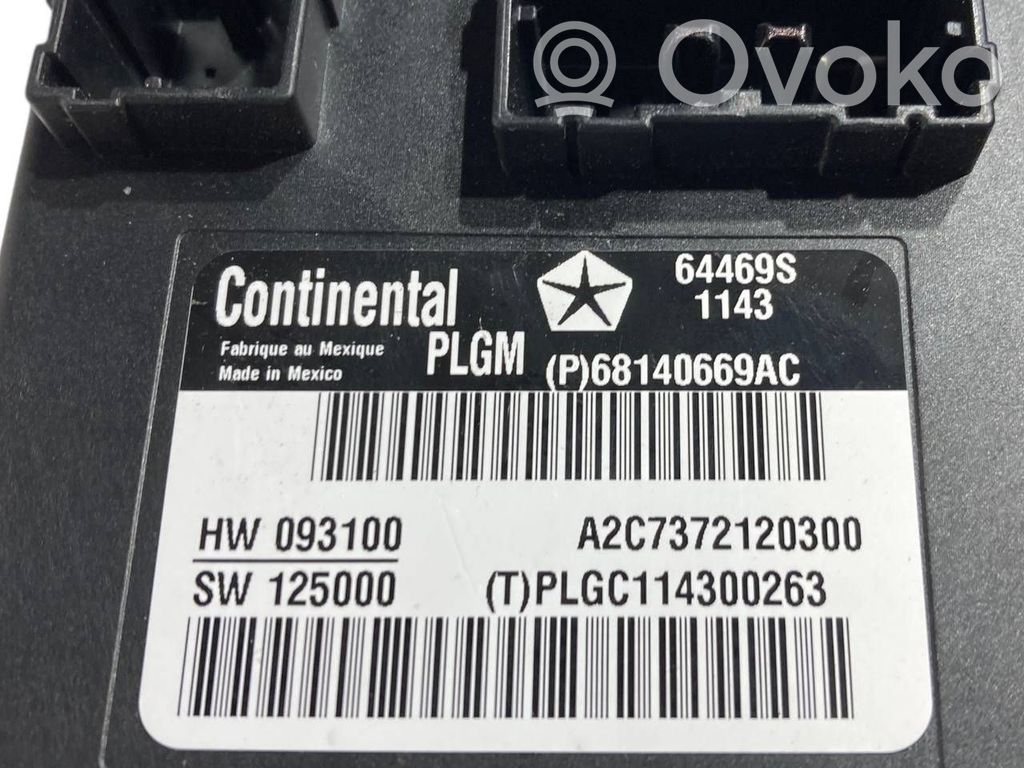 Ovoko
Continental
64469S
1143
Fabrique au Mexique
Made in Mexico
PLGM
(P)68140669AC
HW 093100
A2C7372120300
SW 125000
(T)PLGC114300263